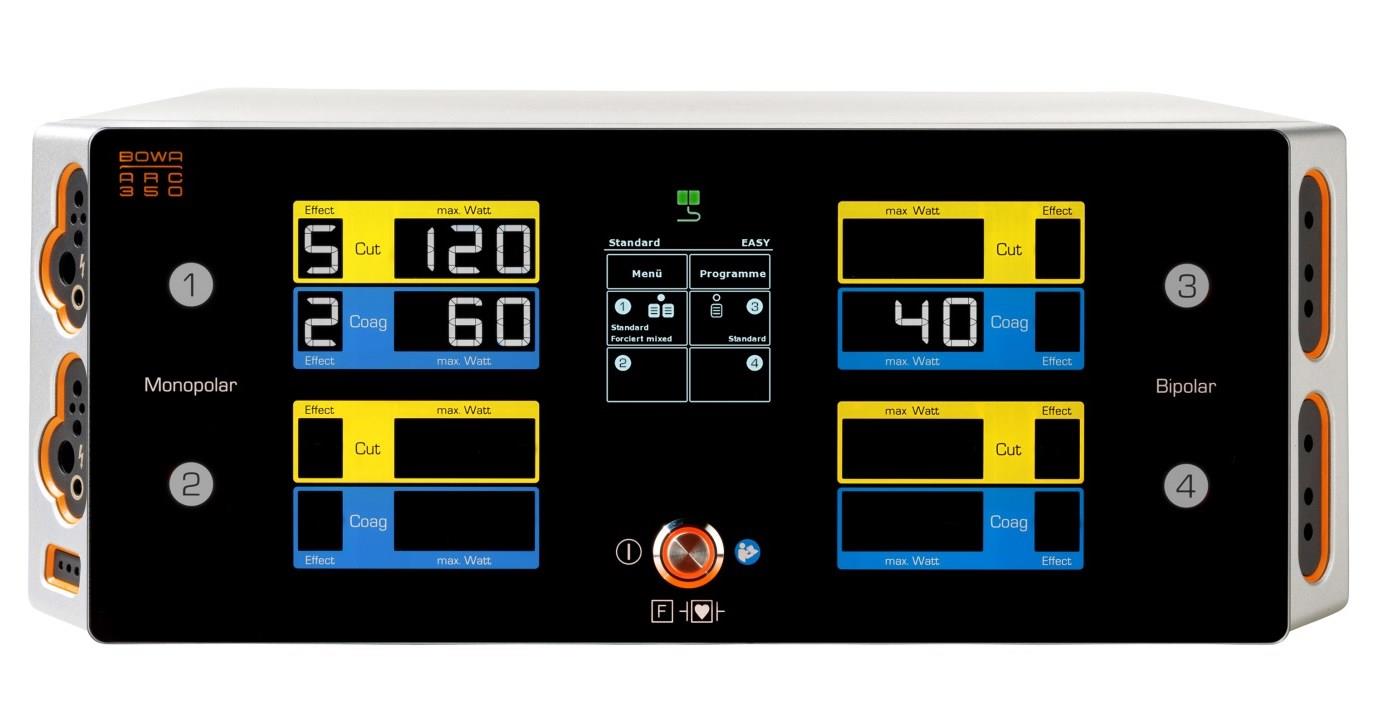 BOWA
ARC
350
1
Monopolar
2
Effect max. Watt
5 Cut 120
2 Coag 60
Effect max. Watt
Effect max. Watt
Cut
Coag
Effect max. Watt
Standard EASY
Menü Programme
1 3
Standard
Forciert mixed Standard
2 4
F
max. Watt Effect
Cut
40 Coag
max. Watt Effect
max. Watt Effect
Cut
Coag
max. Watt Effect
3
Bipolar
4